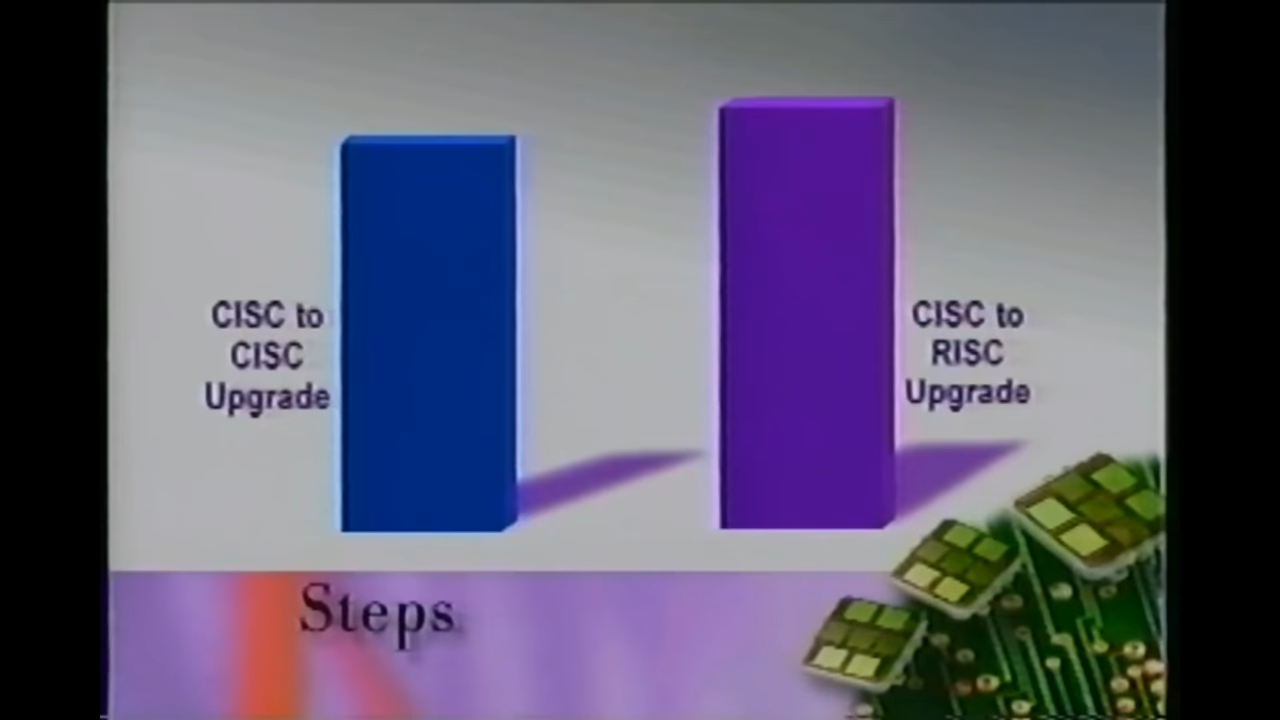 CISC to
CISC
Upgrade
CISC to
RISC
Upgrade
Steps